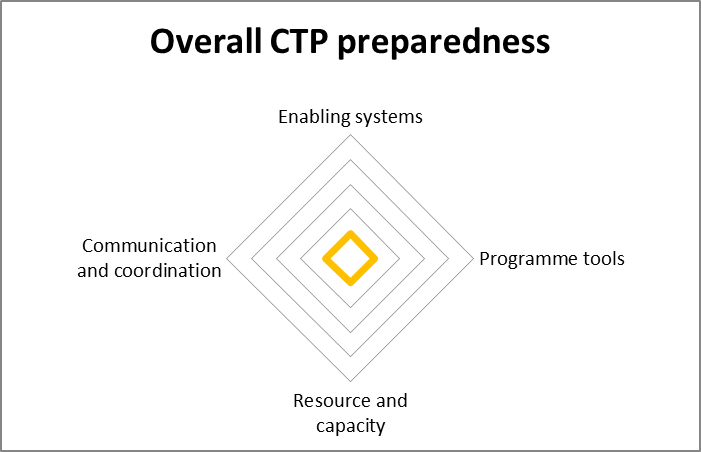 Overall CTP preparedness
Enabling systems
Communication
and coordination
Programme tools
Resource and
capacity